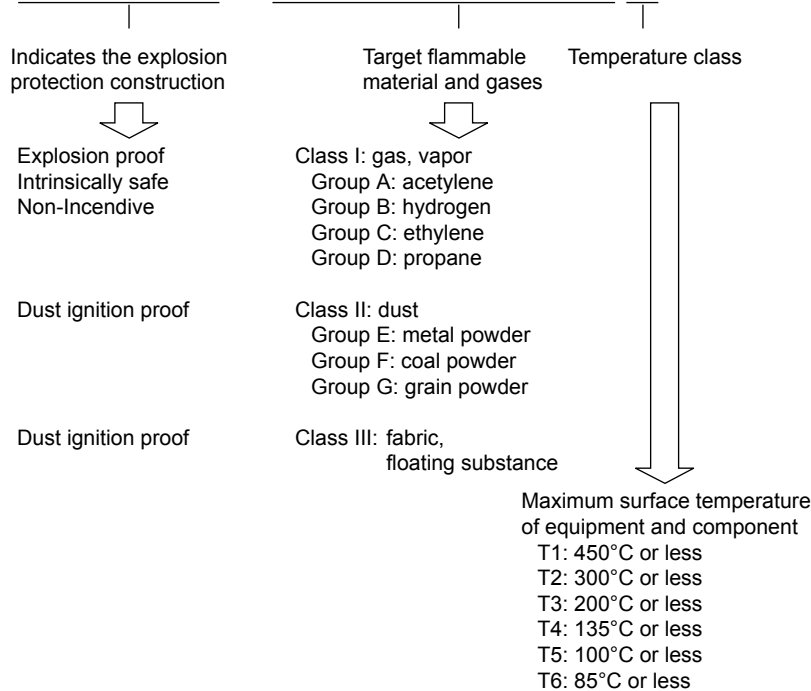 Indicates the explosion
protection construction
Target flammable
material and gases
Temperature class
Explosion proof
Intrinsically safe
Non-Incendive
Class I: gas, vapor
Group A: acetylene
Group B: hydrogen
Group C: ethylene
Group D: propane
Dust ignition proof
Class II: dust
Group E: metal powder
Group F: coal powder
Group G: grain powder
Dust ignition proof
Class III: fabric,
floating substance
Maximum surface temperature
of equipment and component
T1: 450°C or less
T2: 300°C or less
T3: 200°C or less
T4: 135°C or less
T5: 100°C or less
T6: 85°C or less